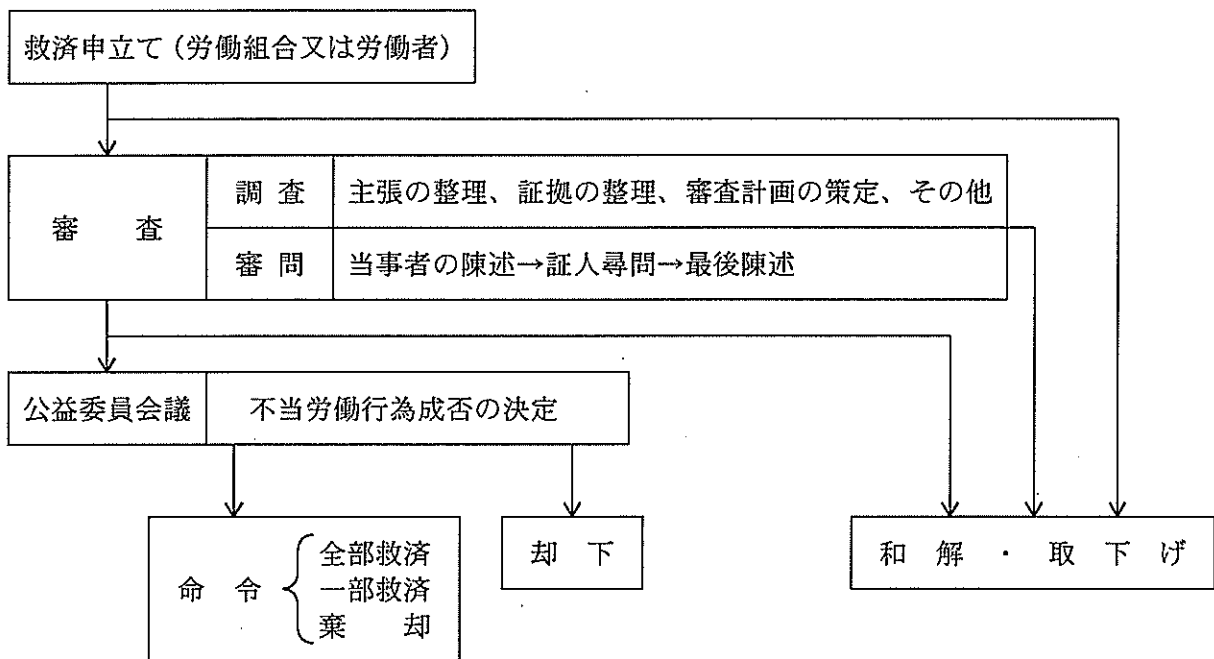 救済申立て（労働組合又は労働者）
審　査
調 査
主張の整理、証拠の整理、審査計画の策定、その他
審 問
当事者の陳述→証人尋問→最後陳述
公益委員会議
不当労働行為成否の決定
命 令
全部救済
一部救済
棄　却
却 下
和 解 ・ 取 下 げ